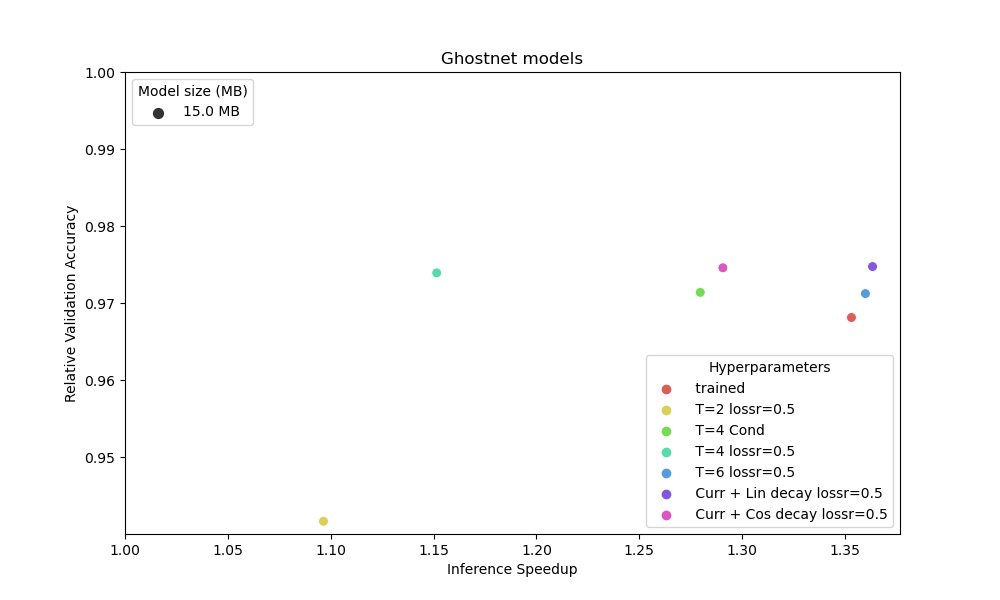 Ghostnet models
1.00
0.99
0.98
0.97
0.96
0.95
Relative Validation Accuracy
Model size (MB)
15.0 MB
Hyperparameters
trained
T=2 lossr=0.5
T=4 Cond
T=4 lossr=0.5
T=6 lossr=0.5
Curr + Lin decay lossr=0.5
Curr + Cos decay lossr=0.5
1.00 1.05 1.10 1.15 1.20 1.25 1.30 1.35
Inference Speedup